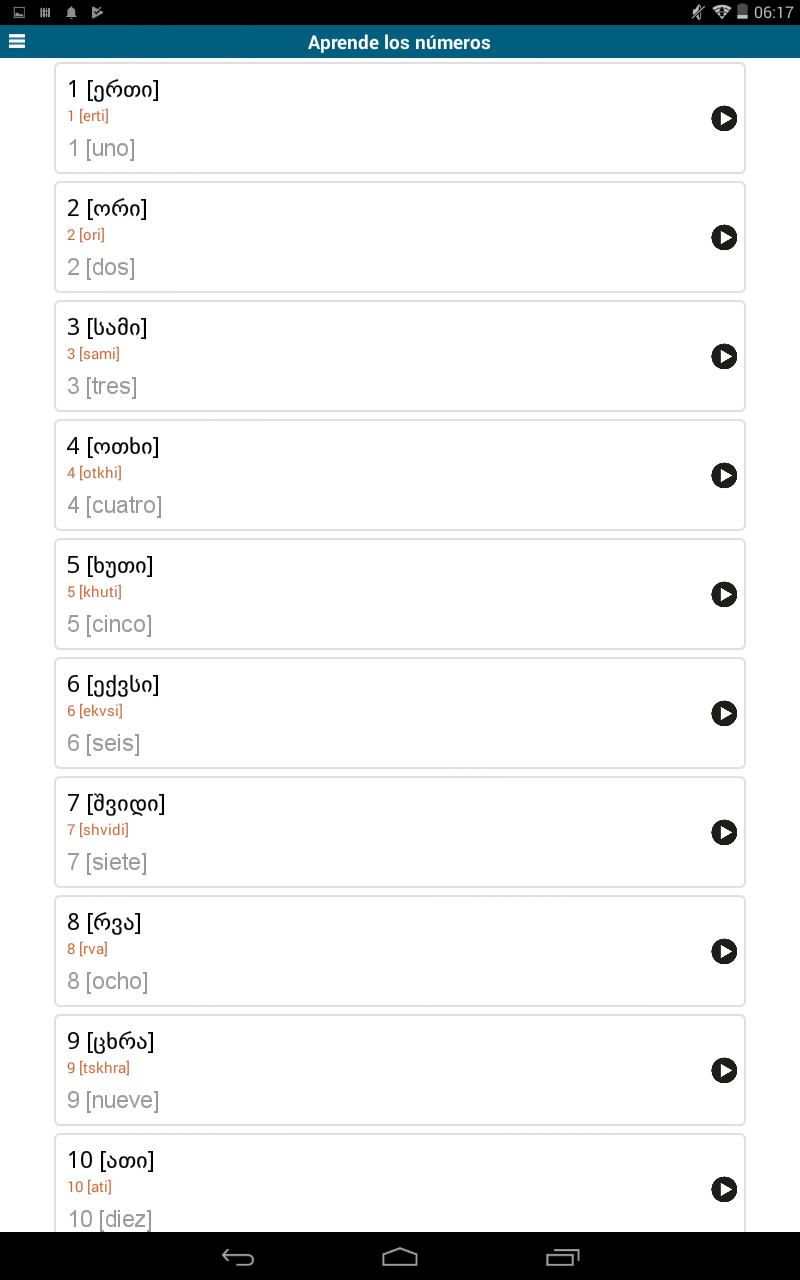 06:17
Aprende los números
1 [ერთი]
1 [erti]
1 [uno]
2 [ორი]
2 [ori]
2 [dos]
3 [სამი]
3 [sami]
3 [tres]
4 [ოთხი]
4 [otkhi]
4 [cuatro]
5 [ხუთი]
5 [khuti]
5 [cinco]
6 [ექვსი]
6 [ekvsi]
6 [seis]
7 [შვიდი]
7 [shvidi]
7 [siete]
8 [რვა]
8 [rva]
8 [ocho]
9 [ცხრა]
9 [tskhra]
9 [nueve]
10 [ათი]
10 [ati]
10 [diez]